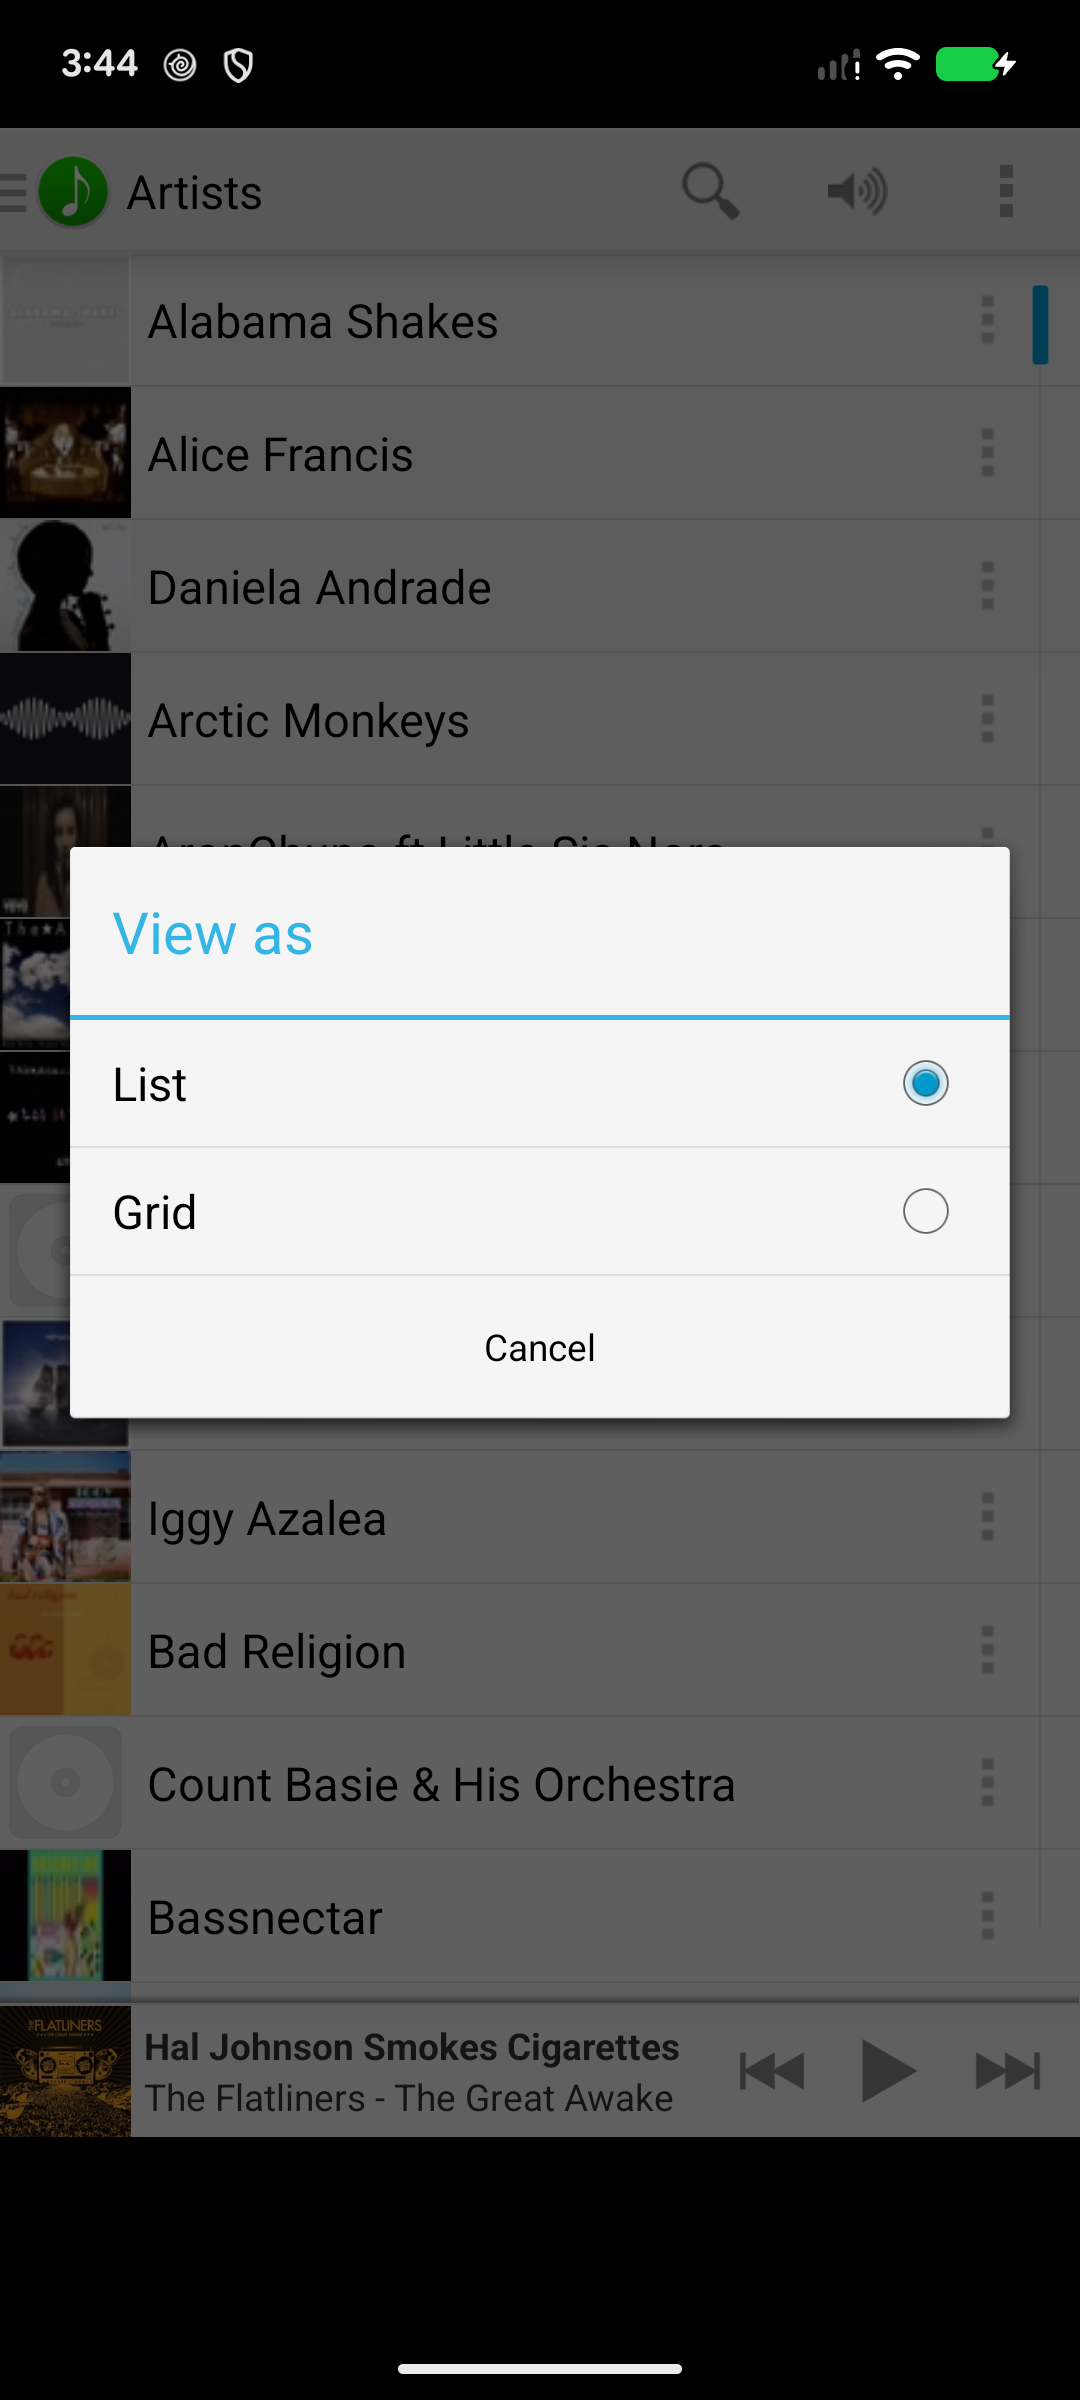 3:44
Artists
Alabama Shakes
Alice Francis
Daniela Andrade
Arctic Monkeys
View as
List
Grid
Cancel
Iggy Azalea
Bad Religion
Count Basie & His Orchestra
Bassnectar
FLATLINERS
Hal Johnson Smokes Cigarettes
The Flatliners - The Great Awake